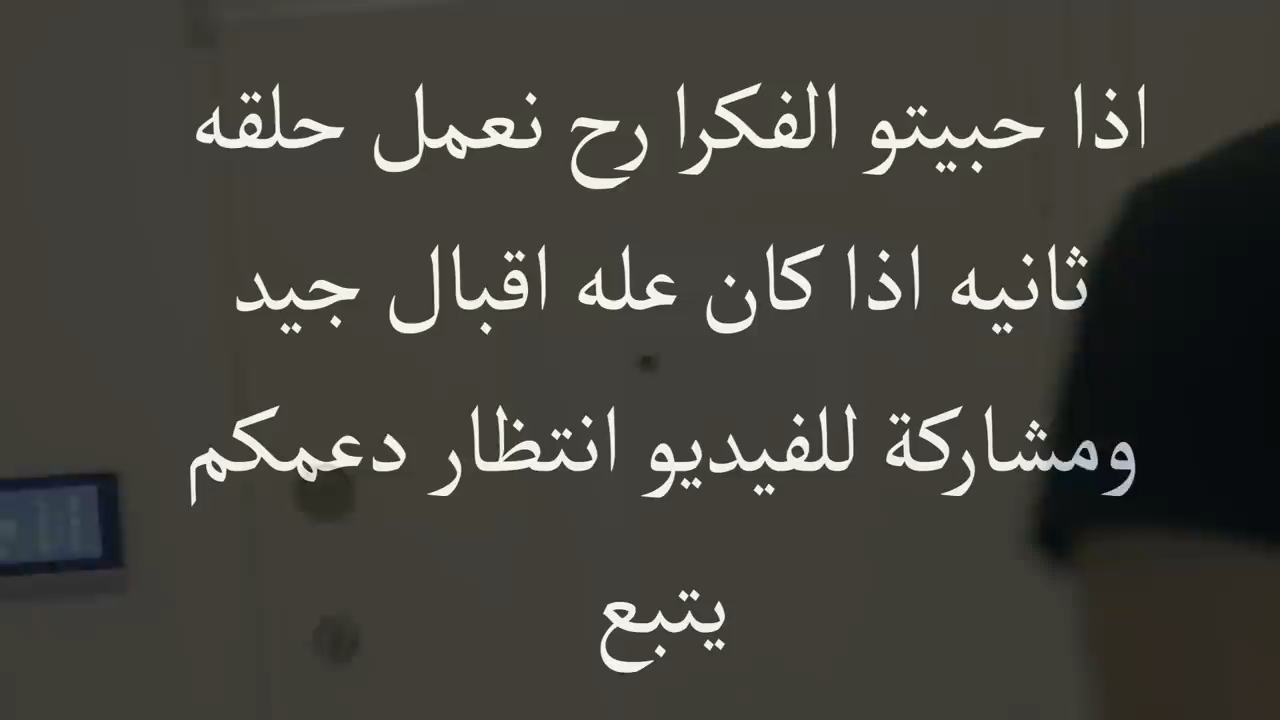 اذا حبيتو الفكرا رح نعمل حلقه
ثانيه اذا كان عله اقبال جيد
ومشاركة للفيديو انتظار دعمكم
يتبع